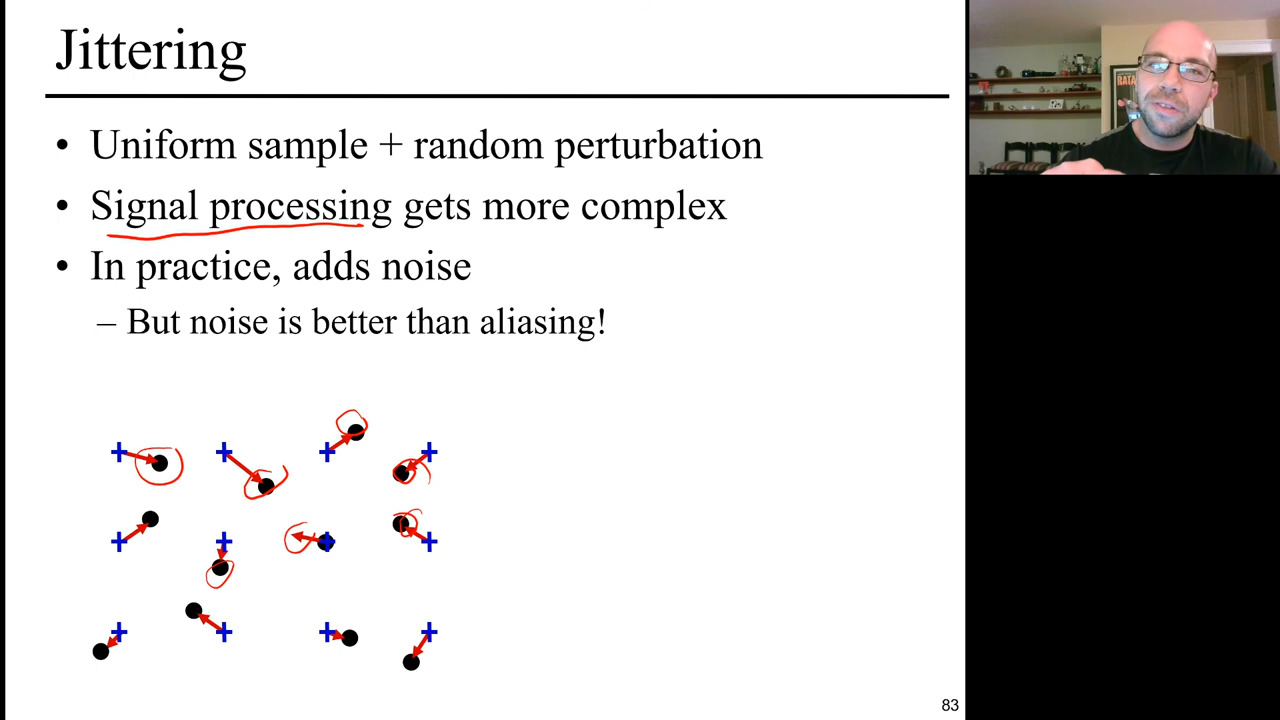 Jittering
• Uniform sample + random perturbation
• Signal processing gets more complex
• In practice, adds noise
– But noise is better than aliasing!
83
RATA